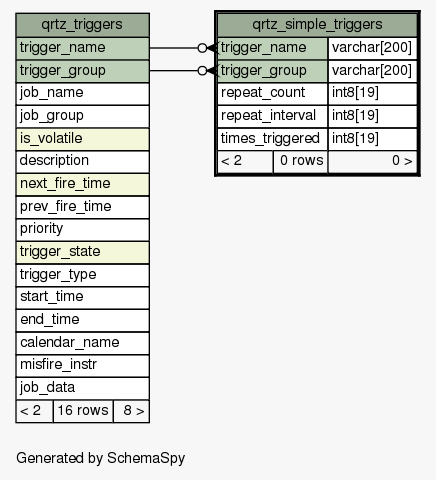 qrtz_triggers
trigger_name
trigger_group
job_name
job_group
is_volatile
description
next_fire_time
prev_fire_time
priority
trigger_state
trigger_type
start_time
end_time
calendar_name
misfire_instr
job_data
< 2 16 rows 8 >
qrtz_simple_triggers
trigger_name varchar[200]
trigger_group varchar[200]
repeat_count int8[19]
repeat_interval int8[19]
times_triggered int8[19]
< 2 0 rows 0 >
Generated by SchemaSpy